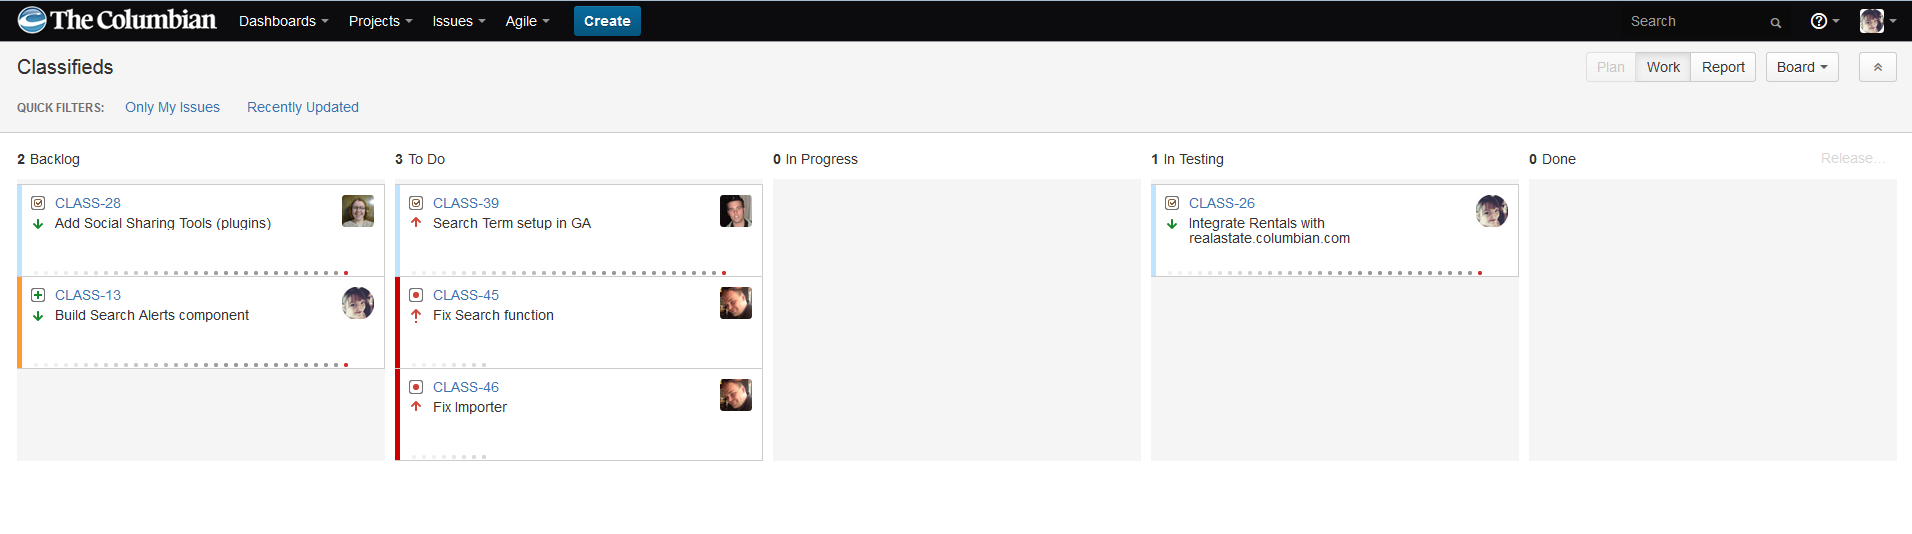 The Columbian Dashboards Projects Issues Agile Create Search ?
Classifieds Plan Work Report Board
QUICK FILTERS: Only My Issues Recently Updated
2 Backlog 3 To Do 0 In Progress 1 In Testing 0 Done Release...
CLASS-28
Add Social Sharing Tools (plugins)
CLASS-13
Build Search Alerts component
CLASS-39
Search Term setup in GA
CLASS-45
Fix Search function
CLASS-46
Fix Importer
CLASS-26
Integrate Rentals with
realastate.columbian.com